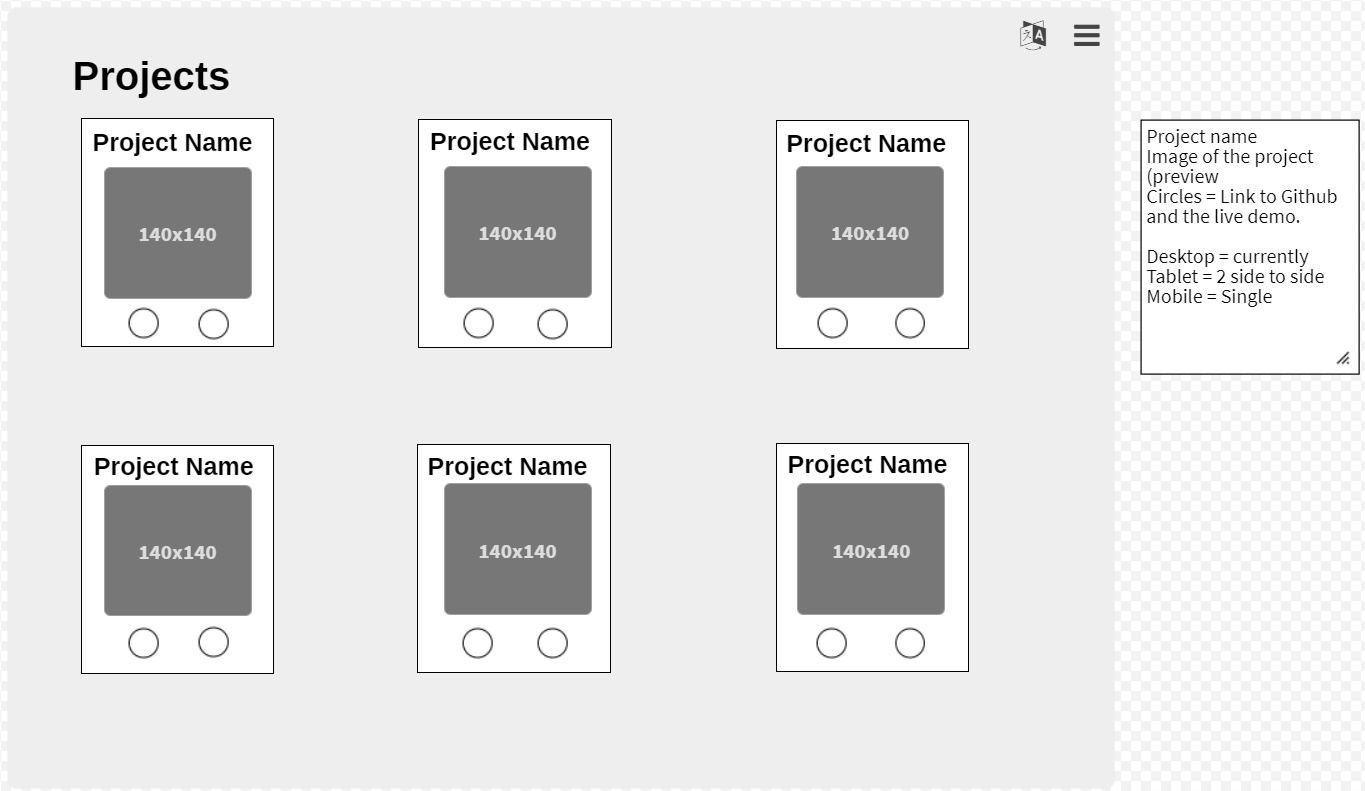 Projects
Project Name
Project Name
Project Name
140x140
140x140
140x140
Project Name
Project Name
Project Name
140x140
140x140
140x140
Project name
Image of the project
(preview
Circles = Link to Github
and the live demo.
Desktop = currently
Tablet = 2 side to side
Mobile = Single